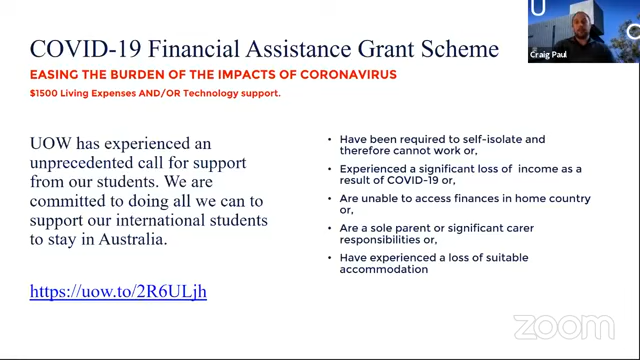 COVID-19 Financial Assistance Grant Scheme
EASING THE BURDEN OF THE IMPACTS OF CORONAVIRUS
$1500 Living Expenses AND/OR Technology support.
UOW has experienced an
unprecedented call for support
from our students. We are
committed to doing all we can to
support our international students
to stay in Australia.
https://uow.to/2R6ULjh
• Have been required to self-isolate and
therefore cannot work or,
• Experienced a significant loss of income as a
result of COVID-19 or,
• Are unable to access finances in home country
or,
• Are a sole parent or significant carer
responsibilities or,
• Have experienced a loss of suitable
accommodation
U O
Craig Paul
zoom